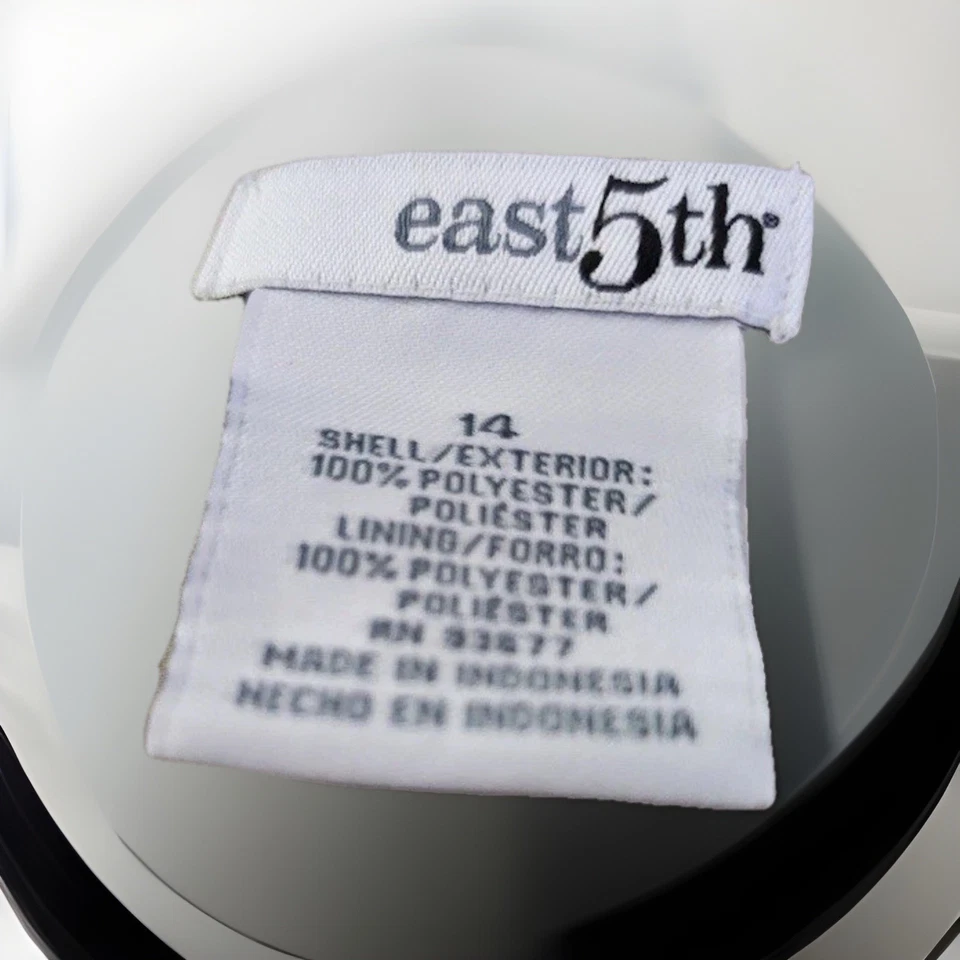 east5th®
14
SHELL/EXTERIOR:
100% POLYESTER/
POLIÉSTER
LINING/FORRO:
100% POLYESTER/
POLIÉSTER
RN 93677
MADE IN INDONESIA
HECHO EN INDONESIA